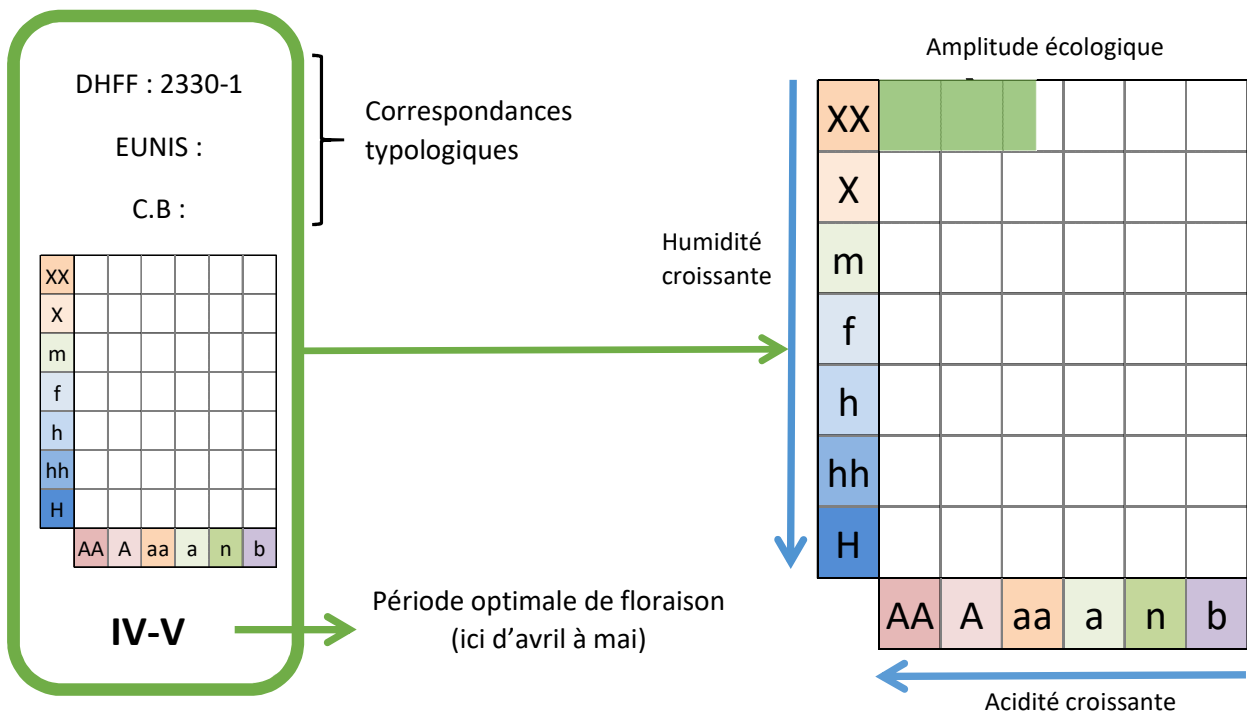 DHFF : 2330-1
EUNIS :
C.B :
Correspondances
typologiques
XX
X
m
f
h
hh
H
AA A aa a n b
IV-V
Période optimale de floraison
(ici d'avril à mai)
Amplitude écologique
Humidité
croissante
XX
X
m
f
h
hh
H
AA A aa a n b
Acidité croissante